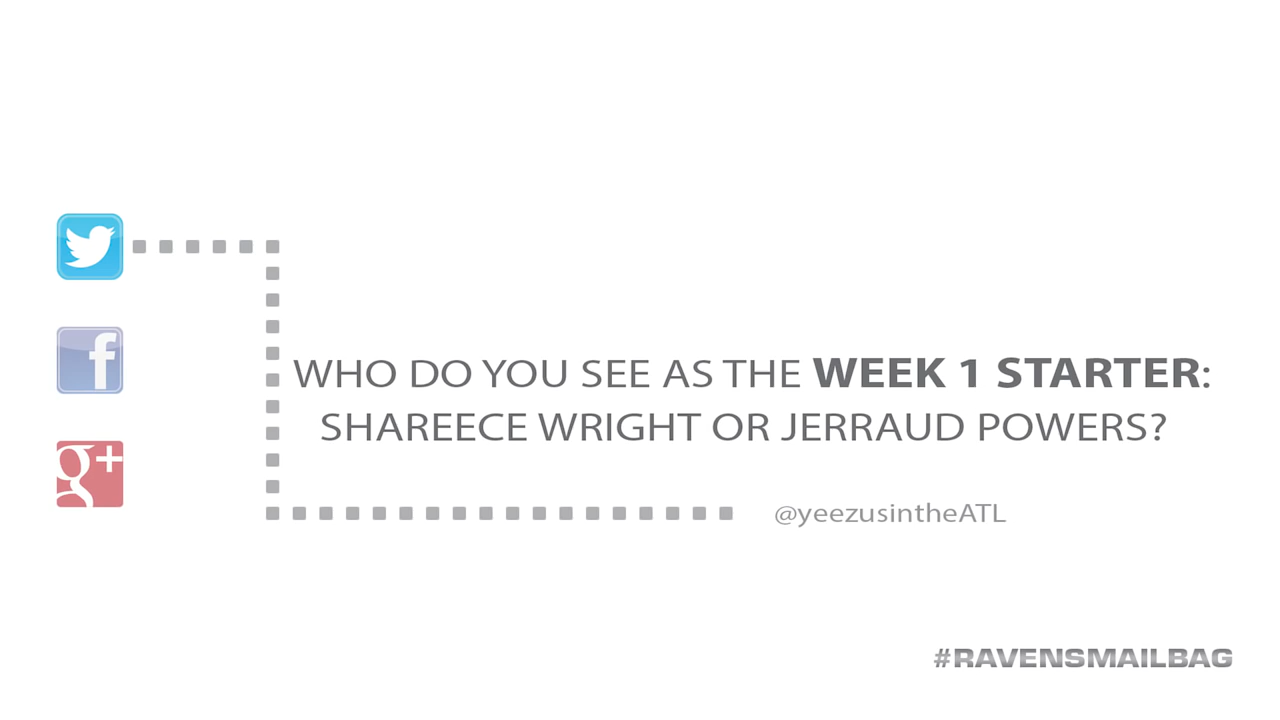 WHO DO YOU SEE AS THE WEEK 1 STARTER:
SHAREECE WRIGHT OR JERRAUD POWERS?
@yeezusintheATL
#RAVENSMAILBAG
f
g+